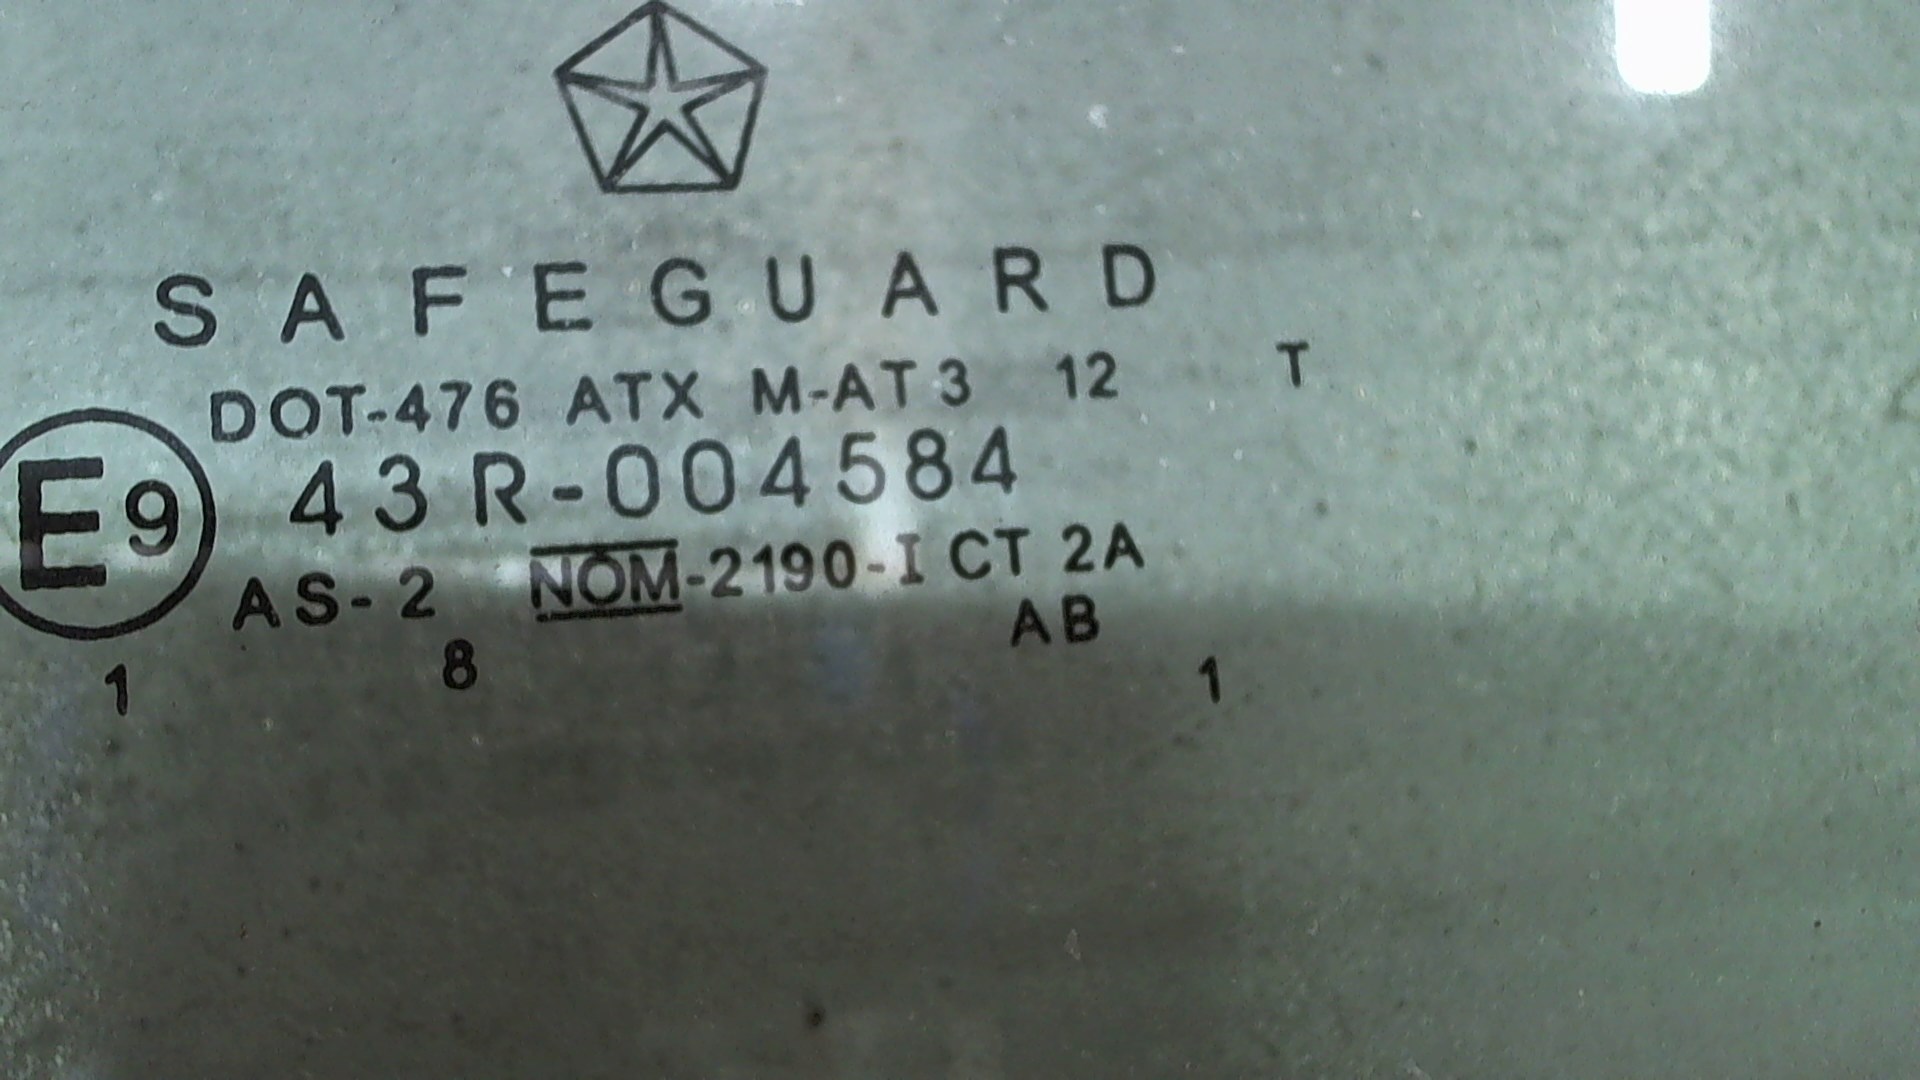 SAFEGUARD
DOT-476 ATX M-AT3 12 T
E9 43R-004584
AS-2 NOM-2190-I CT 2A
AB
1 8 1